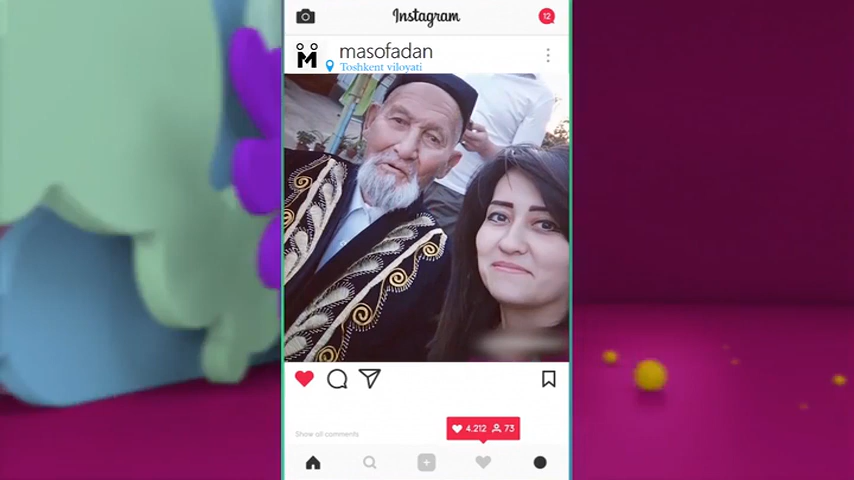 Instagram
12
M
masofadan
Toshkent viloyati
Show all comments
4.212 73